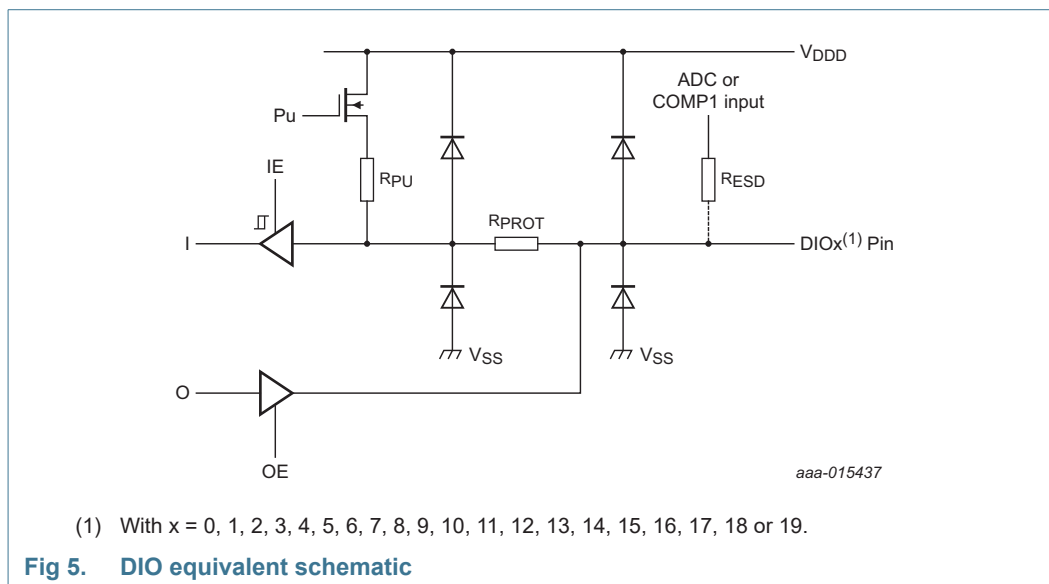 VDDD
ADC or
COMP1 input
Pu
IE
RPU
RESD
RPROT
I
DIOx(1) Pin
VSS
VSS
O
OE
aaa-015437
(1) With x = 0, 1, 2, 3, 4, 5, 6, 7, 8, 9, 10, 11, 12, 13, 14, 15, 16, 17, 18 or 19.
Fig 5. DIO equivalent schematic